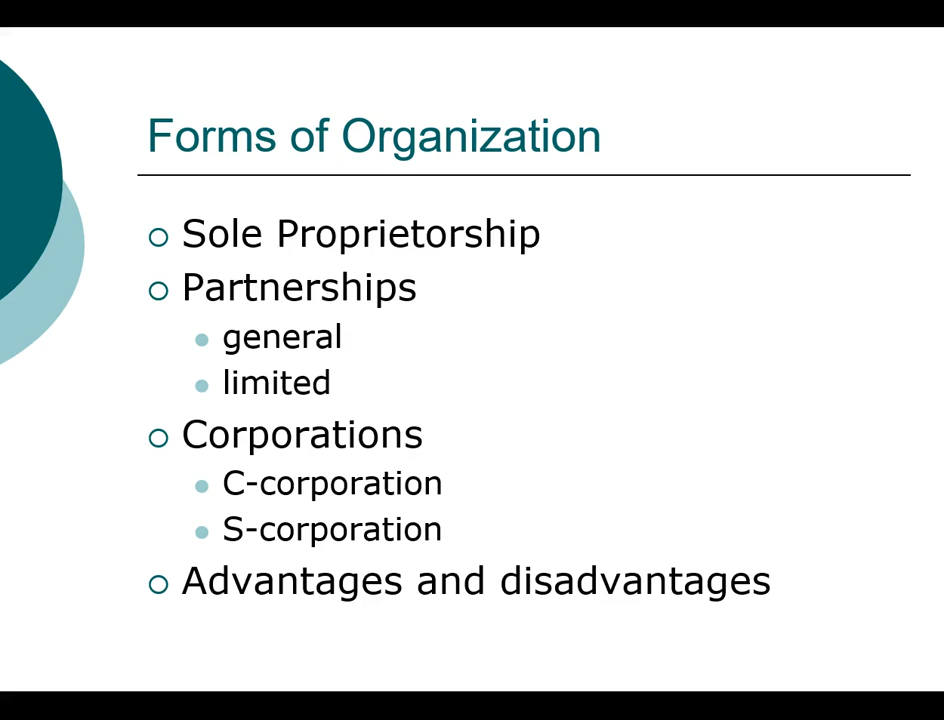 Forms of Organization
Sole Proprietorship
Partnerships
general
limited
Corporations
C-corporation
S-corporation
Advantages and disadvantages